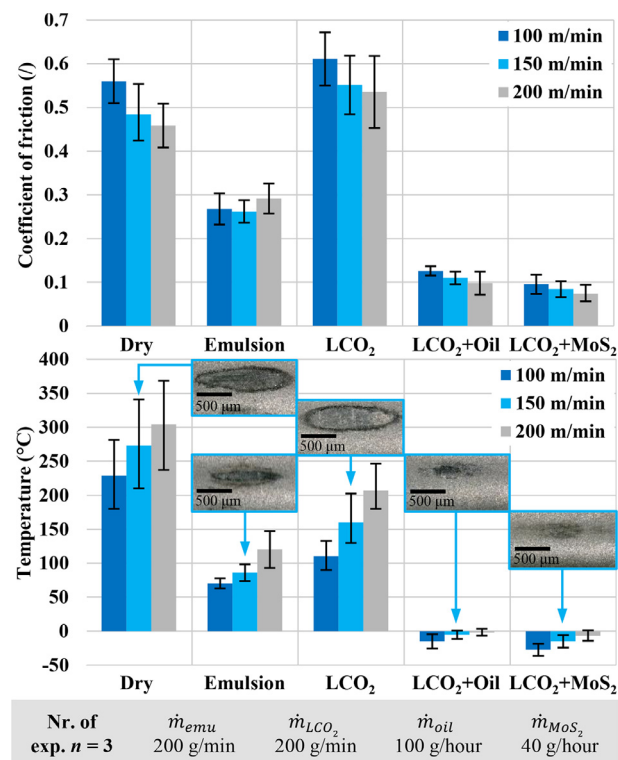 0.7
0.6
0.5
0.4
0.3
0.2
0.1
0
Coefficient of friction (/)
100 m/min
150 m/min
200 m/min
Dry Emulsion LCO₂ LCO₂+Oil LCO₂+MoS₂
400
350
300
250
200
150
100
50
0
-50
Temperature (°C)
100 m/min
150 m/min
200 m/min
500 µm
500 µm
500 µm
500 µm
500 µm
Dry Emulsion LCO₂ LCO₂+Oil LCO₂+MoS₂
Nr. of ṁemu ṁLCO₂ ṁoil ṁMoS₂
exp. n = 3 200 g/min 200 g/min 100 g/hour 40 g/hour